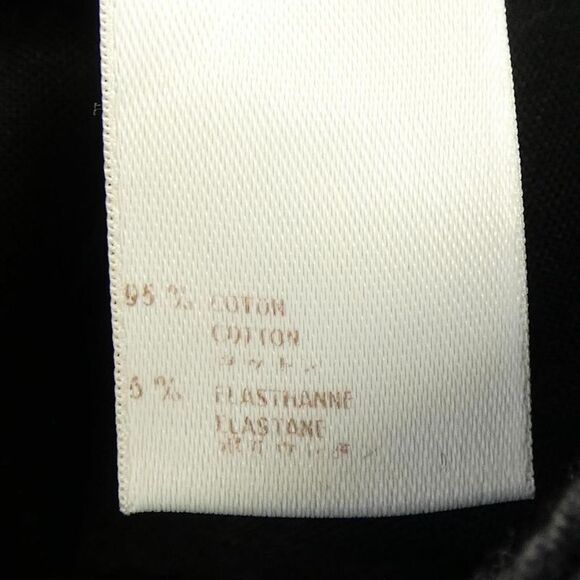 95 % COTON
COTTON
5 % ELASTHANNE
ELASTANE